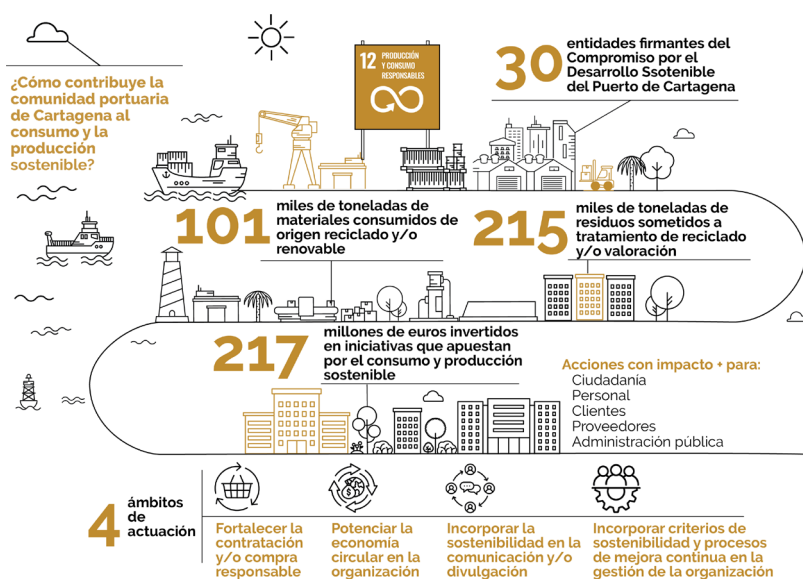 ¿Cómo contribuye la
comunidad portuaria
de Cartagena al
consumo y la
producción
sostenible?
12 PRODUCCIÓN
Y CONSUMO
RESPONSABLES
30
entidades firmantes del
Compromiso por el
Desarrollo Ssotenible
del Puerto de Cartagena
101
miles de toneladas de
materiales consumidos de
origen reciclado y/o
renovable
215
miles de toneladas de
residuos sometidos a
tratamiento de reciclado
y/o valoración
217
millones de euros invertidos
en iniciativas que apuestan
por el consumo y producción
sostenible
Acciones con impacto + para:
Ciudadanía
Personal
Clientes
Proveedores
Administración pública
4
ámbitos
de
actuación
Fortalecer la
contratación
y/o compra
responsable
Potenciar la
economía
circular en la
organización
Incorporar la
sostenibilidad en la
comunicación y/o
divulgación
Incorporar criterios de
sostenibilidad y procesos
de mejora continua en la
gestión de la organización